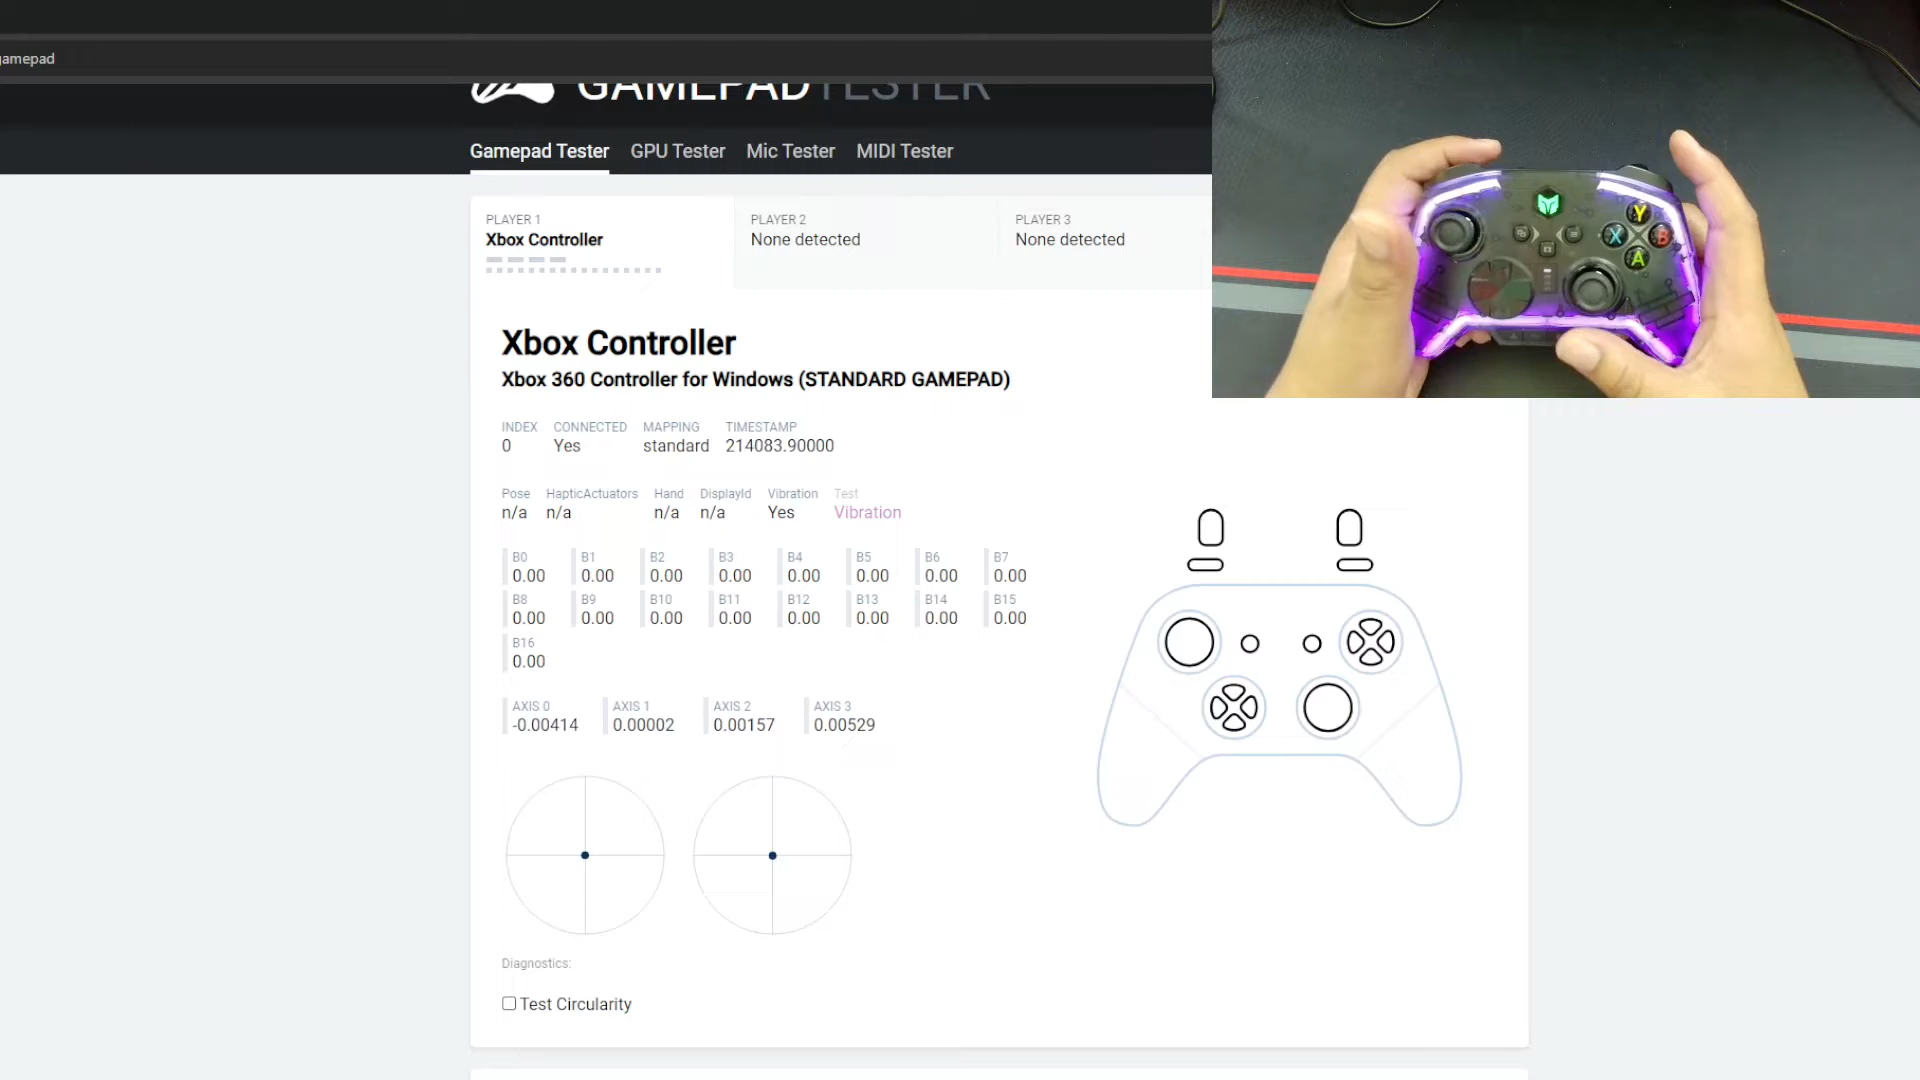 gamepad
GAMEPADTESTER
Gamepad Tester GPU Tester Mic Tester MIDI Tester
PLAYER 1
Xbox Controller
PLAYER 2
None detected
PLAYER 3
None detected
Y
X
B
A
Xbox Controller
Xbox 360 Controller for Windows (STANDARD GAMEPAD)
INDEX CONNECTED MAPPING TIMESTAMP
0 Yes standard 214083.90000
Pose HapticActuators Hand DisplayId Vibration Test
n/a n/a n/a n/a Yes Vibration
B0 B1 B2 B3 B4 B5 B6 B7
0.00 0.00 0.00 0.00 0.00 0.00 0.00 0.00
B8 B9 B10 B11 B12 B13 B14 B15
0.00 0.00 0.00 0.00 0.00 0.00 0.00 0.00
B16
0.00
AXIS 0 AXIS 1 AXIS 2 AXIS 3
-0.00414 0.00002 0.00157 0.00529
Diagnostics:
Test Circularity